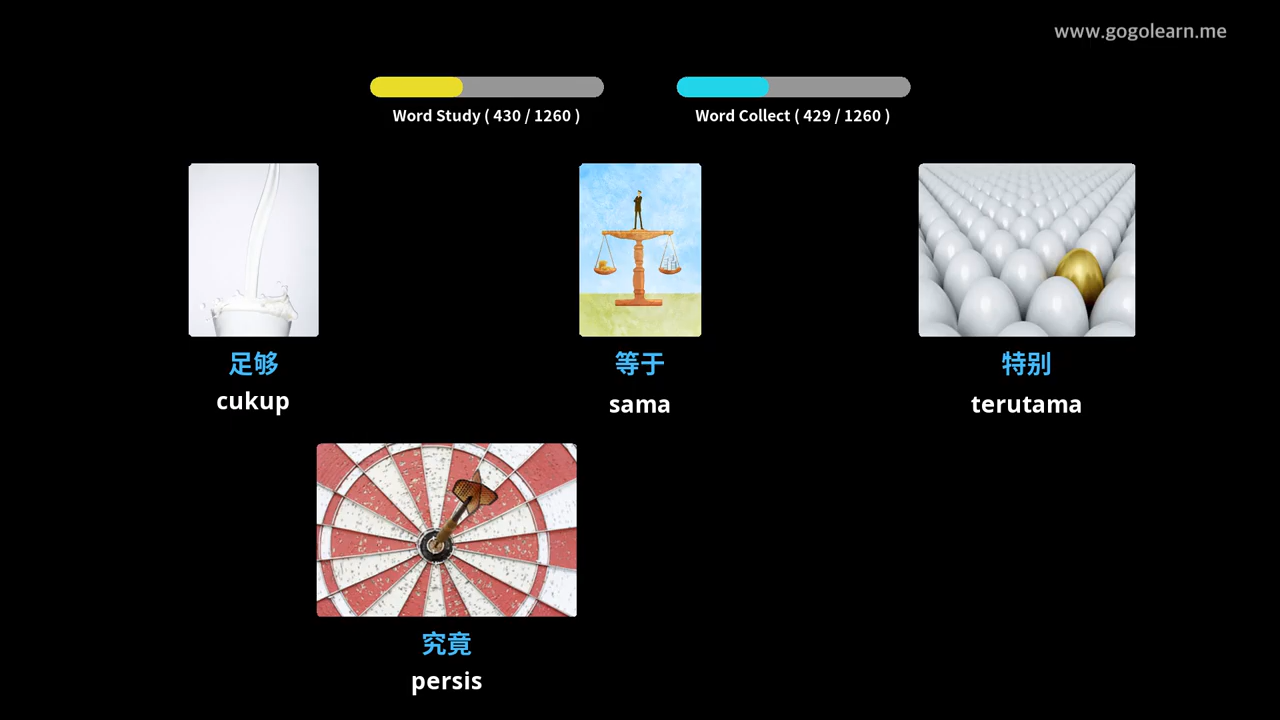 www.gogolearn.me
Word Study ( 430 / 1260 )
Word Collect ( 429 / 1260 )
足够
cukup
等于
sama
特别
terutama
究竟
persis